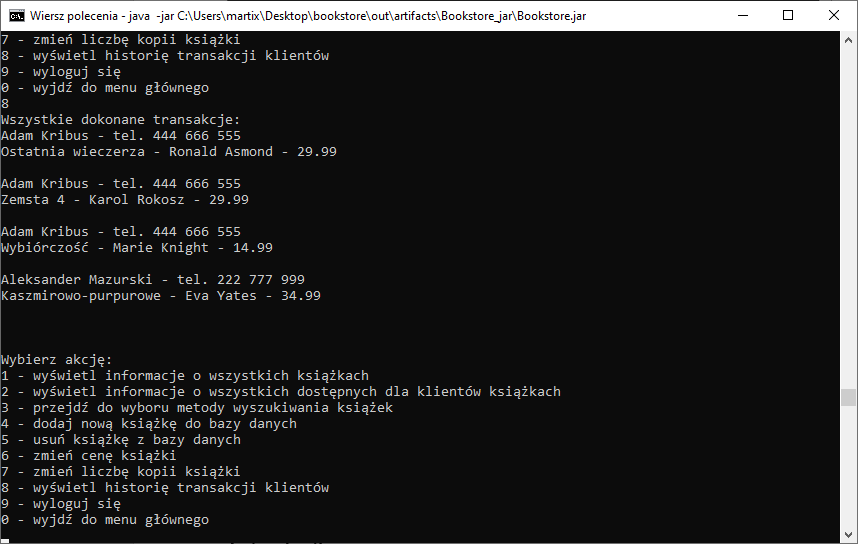 Wiersz polecenia - java -jar C:\Users\martix\Desktop\bookstore\out\artifacts\Bookstore_jar\Bookstore.jar
7 - zmień liczbę kopii książki
8 - wyświetl historię transakcji klientów
9 - wyloguj się
0 - wyjdź do menu głównego
8
Wszystkie dokonane transakcje:
Adam Kribus - tel. 444 666 555
Ostatnia wieczerza - Ronald Asmond - 29.99
Adam Kribus - tel. 444 666 555
Zemsta 4 - Karol Rokosz - 29.99
Adam Kribus - tel. 444 666 555
Wybiórczość - Marie Knight - 14.99
Aleksander Mazurski - tel. 222 777 999
Kaszmirowo-purpurowe - Eva Yates - 34.99
Wybierz akcję:
1 - wyświetl informacje o wszystkich książkach
2 - wyświetl informacje o wszystkich dostępnych dla klientów książkach
3 - przejdź do wyboru metody wyszukiwania książek
4 - dodaj nową książkę do bazy danych
5 - usuń książkę z bazy danych
6 - zmień cenę książki
7 - zmień liczbę kopii książki
8 - wyświetl historię transakcji klientów
9 - wyloguj się
0 - wyjdź do menu głównego